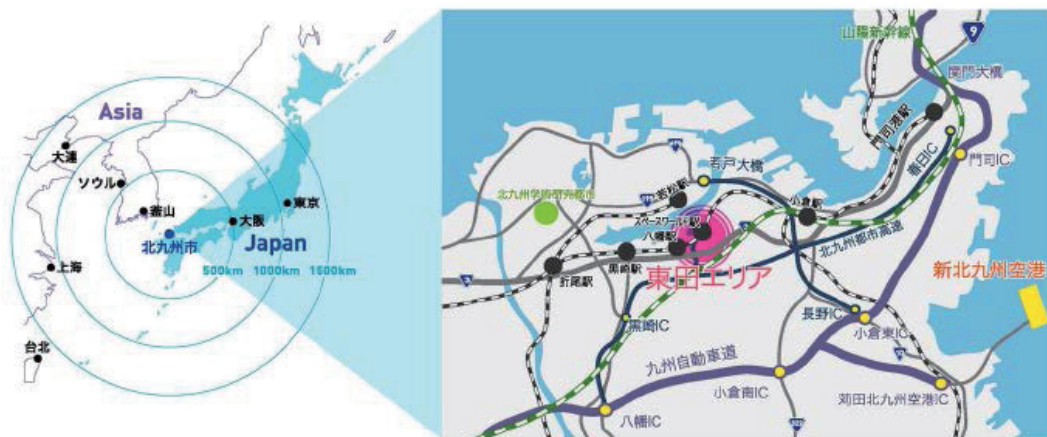 Asia
大連
ソウル
釜山
北九州市
上海
台北
大阪
東京
Japan
500km 1000km 1500km
山陽新幹線
9
関門大橋
門司港駅
春日IC
門司IC
若戸大橋
北九州学術研究都市
若松駅
スペースワールド駅
八幡駅
小倉駅
北九州都市高速
黒崎駅
折尾駅
東田エリア
新北九州空港
3
黒崎IC
長野IC
小倉東IC
九州自動車道
小倉南IC
八幡IC
苅田北九州空港IC